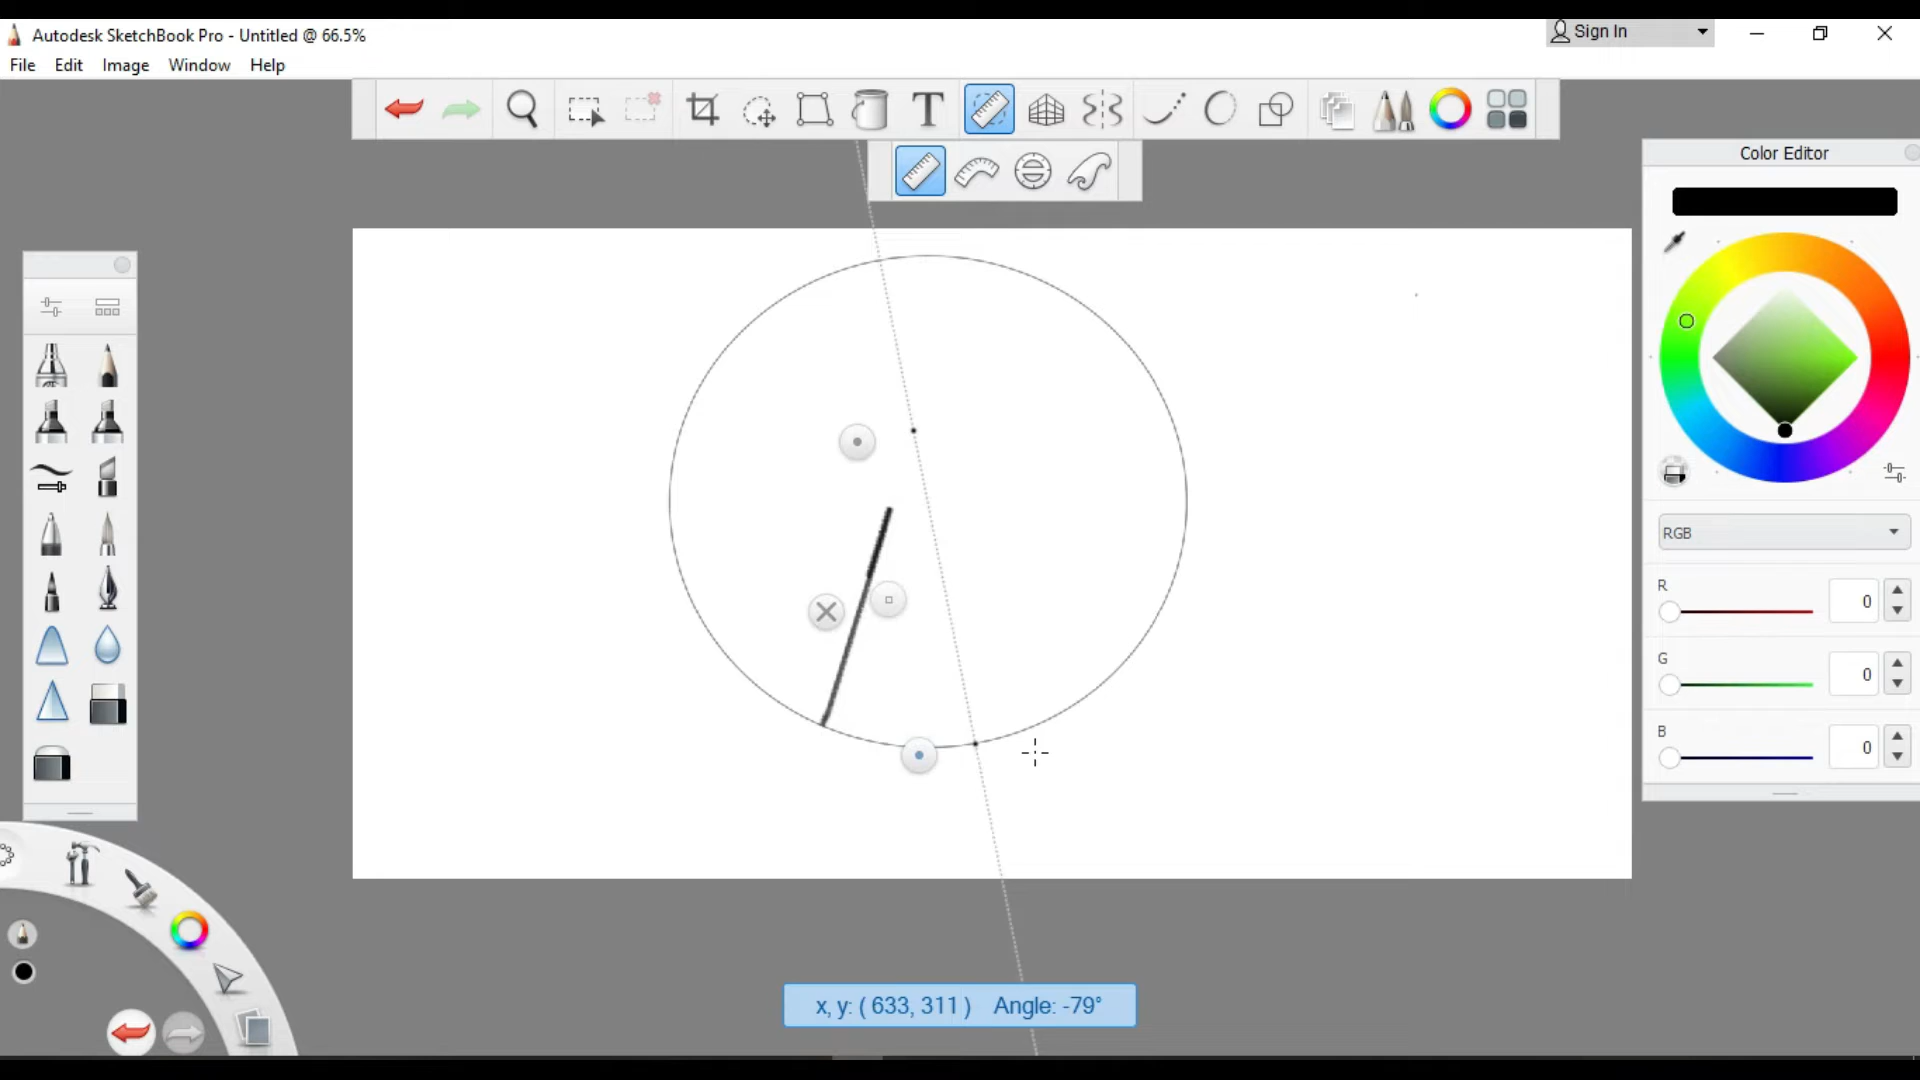 Autodesk SketchBook Pro - Untitled @ 66.5%
Sign In
File Edit Image Window Help
T
Color Editor
RGB
R 0
G 0
B 0
x, y: ( 633, 311 ) Angle: -79°